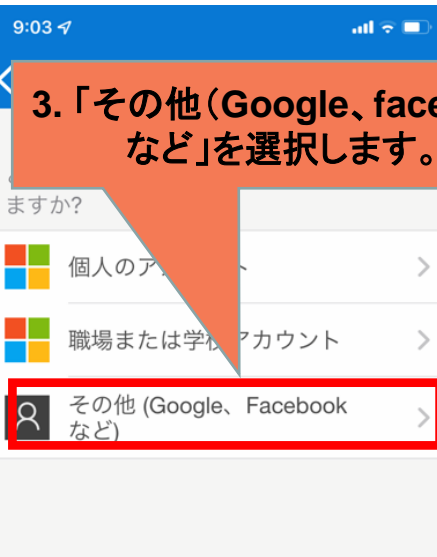 9:03
3. 「その他（Google、face
など」を選択します。
ますか?
個人のア
職場または学校アカウント
その他 (Google、Facebook
など)